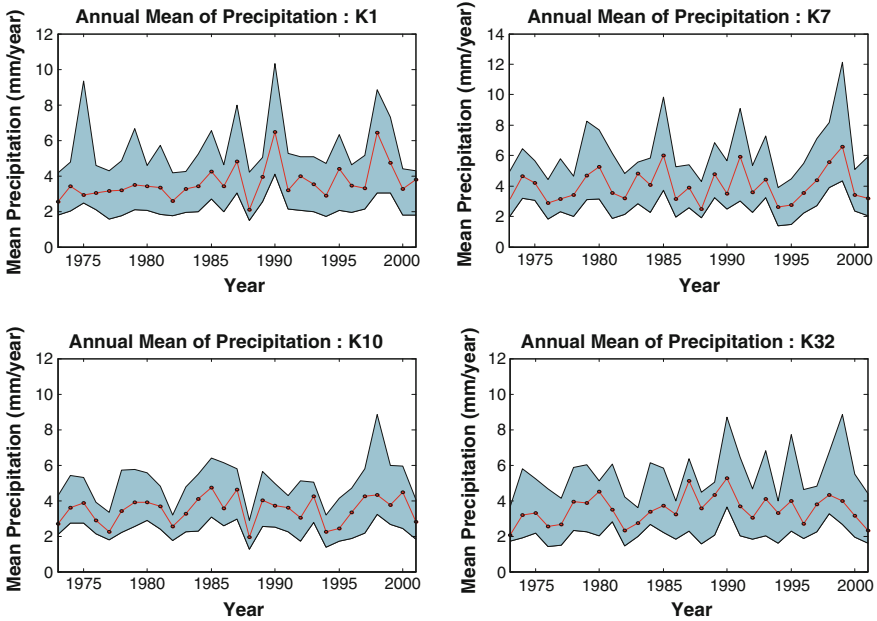 Annual Mean of Precipitation : K1
Mean Precipitation (mm/year)
12
10
8
6
4
2
0
1975 1980 1985 1990 1995 2000
Year
Annual Mean of Precipitation : K7
Mean Precipitation (mm/year)
14
12
10
8
6
4
2
0
1975 1980 1985 1990 1995 2000
Year
Annual Mean of Precipitation : K10
Mean Precipitation (mm/year)
12
10
8
6
4
2
0
1975 1980 1985 1990 1995 2000
Year
Annual Mean of Precipitation : K32
Mean Precipitation (mm/year)
12
10
8
6
4
2
0
1975 1980 1985 1990 1995 2000
Year